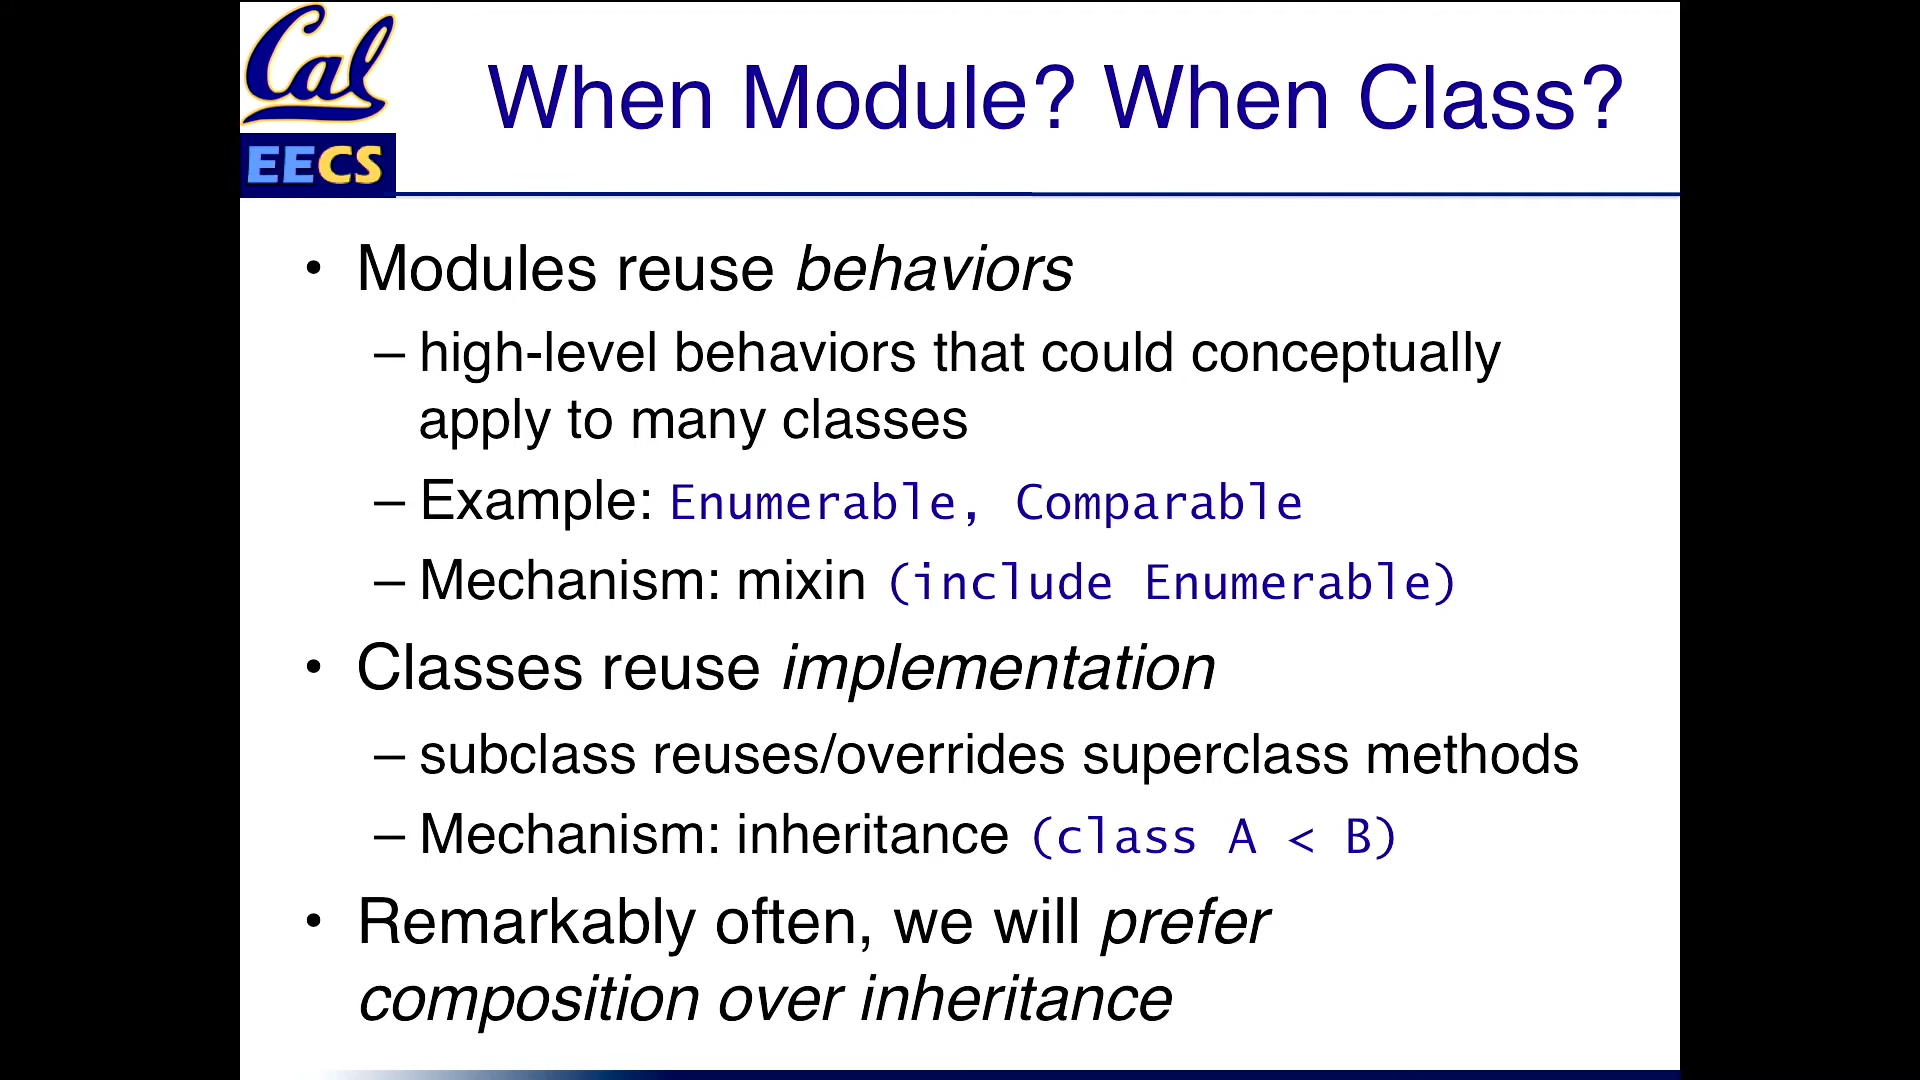 Cal
EECS
When Module? When Class?
• Modules reuse behaviors
– high-level behaviors that could conceptually
apply to many classes
– Example: Enumerable, Comparable
– Mechanism: mixin (include Enumerable)
• Classes reuse implementation
– subclass reuses/overrides superclass methods
– Mechanism: inheritance (class A < B)
• Remarkably often, we will prefer
composition over inheritance